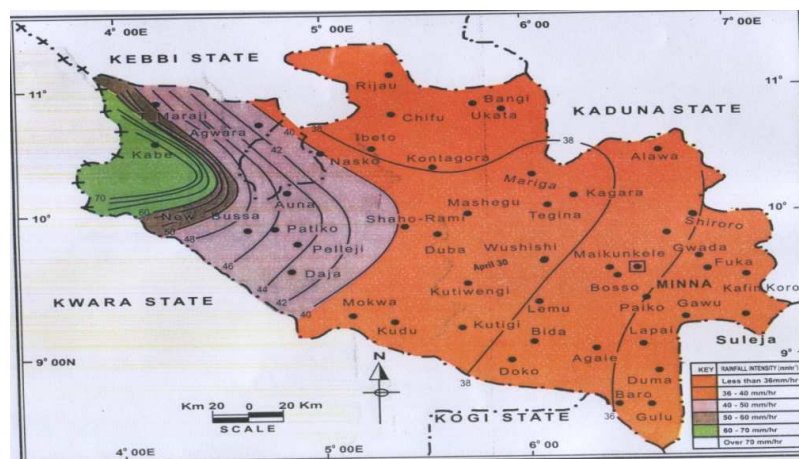 4° 00E
5° 00E
6° 00
7° 00E
KEBBI STATE
11°
11°
Rijau
Bangi
Maraji
Chifu
Ukata
KADUNA STATE
Agwara
40
38
42
Ibeto
38
Alawa
Kabe
Nasko
Kontagora
Mariga
Kagara
70
Auna
Mashegu
Tegina
10°
60
New-Bussa
Shaho-Rami
Shiroro
10°
50
48
Patiko
Duba
Wushishi
Maikunkele
Gwada
Pelleji
April 30
Fuka
46
Daja
Kutiwengi
Bosso
MINNA
Kafin Koro
KWARA STATE
44
Paiko
42
Mokwa
Lemu
Gawu
40
Kudu
Kutigi
Bida
Lapai
Suleja
9° 00N
N
Agaie
9°
Doko
Duma
38
Baro
36
Gulu
Km 20 0 20 Km
SCALE
KOGI STATE
4° 00E
5° 00E
6° 00
KEY
RAINFALL INTENSITY (mm/hr)
Less than 36mm/hr
36 - 40 mm/hr
40 - 50 mm/hr
50 - 60 mm/hr
60 - 70 mm/hr
Over 70 mm/hr